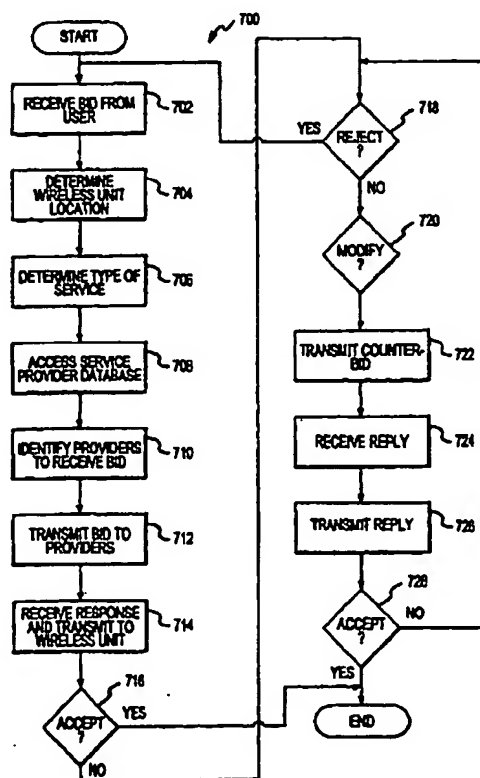 START
700
RECEIVE BID FROM
USER
702
DETERMINE
WIRELESS UNIT
LOCATION
704
DETERMINE TYPE OF
SERVICE
706
ACCESS SERVICE
PROVIDER DATABASE
708
IDENTIFY PROVIDERS
TO RECEIVE BID
710
TRANSMIT BID TO
PROVIDERS
712
RECEIVE RESPONSE
AND TRANSMIT TO
WIRELESS UNIT
714
ACCEPT
?
716
YES
NO
REJECT
?
718
YES
NO
MODIFY
?
720
TRANSMIT COUNTER-
BID
722
RECEIVE REPLY
724
TRANSMIT REPLY
726
ACCEPT
?
728
NO
YES
END